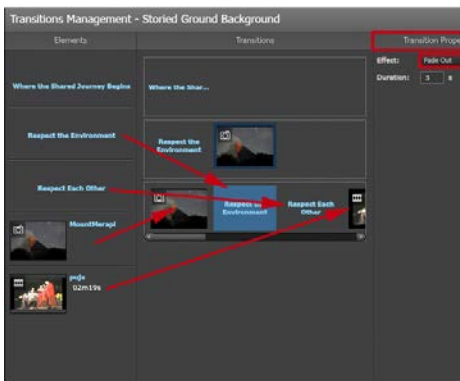 Transitions Management - Storied Ground Background
Elements
Transitions
Transition Prope
Effect:
Fade Out
Duration:
3
s
Where the Shared Journey Begins
Where the Shar...
Respect the Environment
Respect the
Environment
Respect Each Other
Respect the
Environment
Respect Each
Other
MountMerapi
02m19s